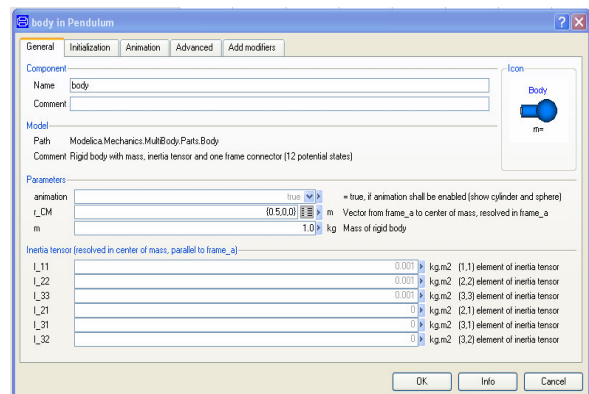 body in Pendulum
General Initialization Animation Advanced Add modifiers
Component Icon
Name body
Comment
Body
m=
Model
Path Modelica.Mechanics.MultiBody.Parts.Body
Comment Rigid body with mass, inertia tensor and one frame connector (12 potential states)
Parameters
animation true = true, if animation shall be enabled (show cylinder and sphere)
r_CM {0.5,0,0} m Vector from frame_a to center of mass, resolved in frame_a
m 1.0 kg Mass of rigid body
Inertia tensor (resolved in center of mass, parallel to frame_a)
I_11 0.001 kg.m2 (1,1) element of inertia tensor
I_22 0.001 kg.m2 (2,2) element of inertia tensor
I_33 0.001 kg.m2 (3,3) element of inertia tensor
I_21 0 kg.m2 (2,1) element of inertia tensor
I_31 0 kg.m2 (3,1) element of inertia tensor
I_32 0 kg.m2 (3,2) element of inertia tensor
OK Info Cancel